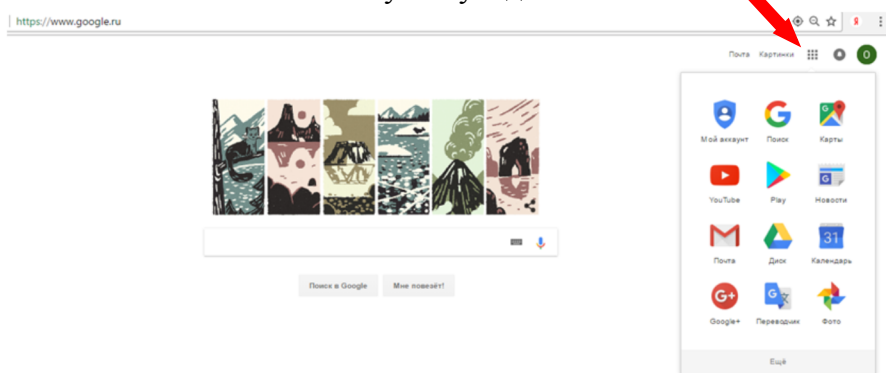 https://www.google.ru
Я
Почта Картинки
О
Мой аккаунт Поиск Карты
YouTube Play Новости
31
Почта Диск Календарь
G+
Google+ Переводчик Фото
Поиск в Google Мне повезёт!
Ещё